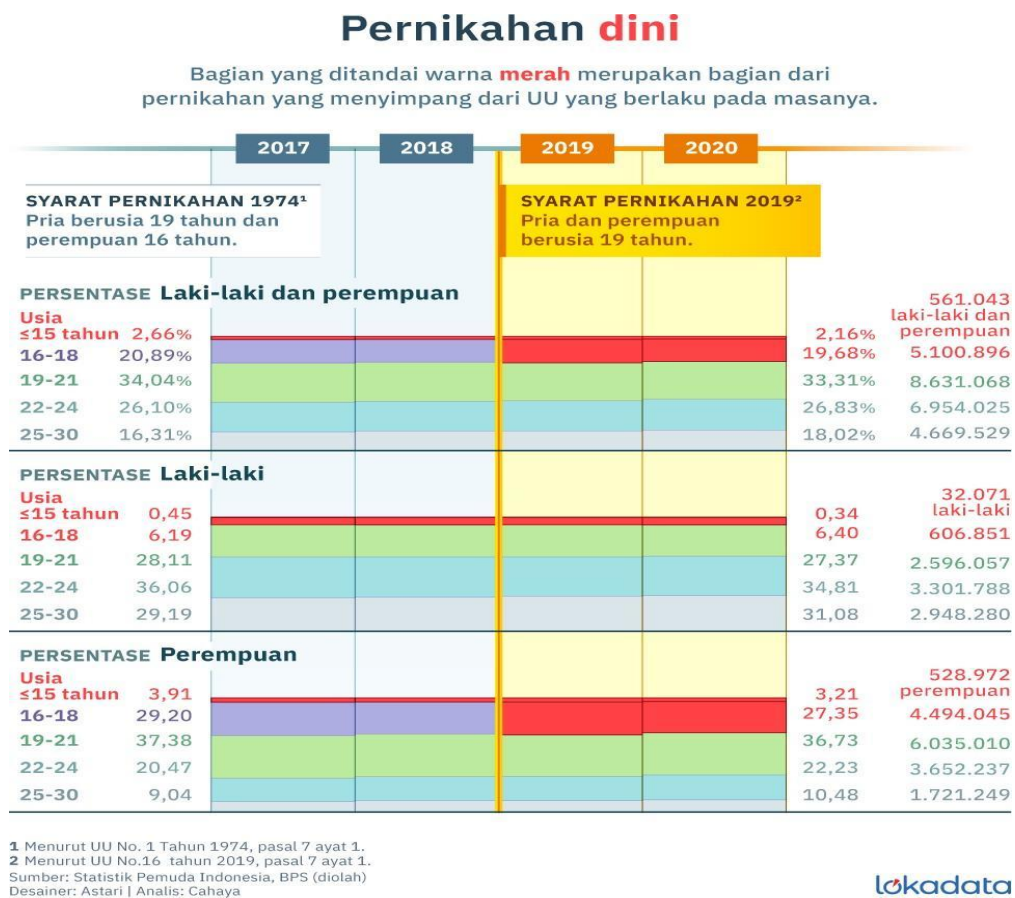 Pernikahan dini
Bagian yang ditandai warna merah merupakan bagian dari
pernikahan yang menyimpang dari UU yang berlaku pada masanya.
2017 2018 2019 2020
SYARAT PERNIKAHAN 1974¹
Pria berusia 19 tahun dan
perempuan 16 tahun.
SYARAT PERNIKAHAN 2019²
Pria dan perempuan
berusia 19 tahun.
PERSENTASE Laki-laki dan perempuan
561.043
laki-laki dan
Usia
≤15 tahun 2,66% 2,16% perempuan
16-18 20,89% 19,68% 5.100.896
19-21 34,04% 33,31% 8.631.068
22-24 26,10% 26,83% 6.954.025
25-30 16,31% 18,02% 4.669.529
PERSENTASE Laki-laki
32.071
Usia
≤15 tahun 0,45 0,34 laki-laki
16-18 6,19 6,40 606.851
19-21 28,11 27,37 2.596.057
22-24 36,06 34,81 3.301.788
25-30 29,19 31,08 2.948.280
PERSENTASE Perempuan
528.972
Usia
≤15 tahun 3,91 3,21 perempuan
16-18 29,20 27,35 4.494.045
19-21 37,38 36,73 6.035.010
22-24 20,47 22,23 3.652.237
25-30 9,04 10,48 1.721.249
1 Menurut UU No. 1 Tahun 1974, pasal 7 ayat 1.
2 Menurut UU No.16 tahun 2019, pasal 7 ayat 1.
Sumber: Statistik Pemuda Indonesia, BPS (diolah)
Desainer: Astari | Analis: Cahaya
lokadata